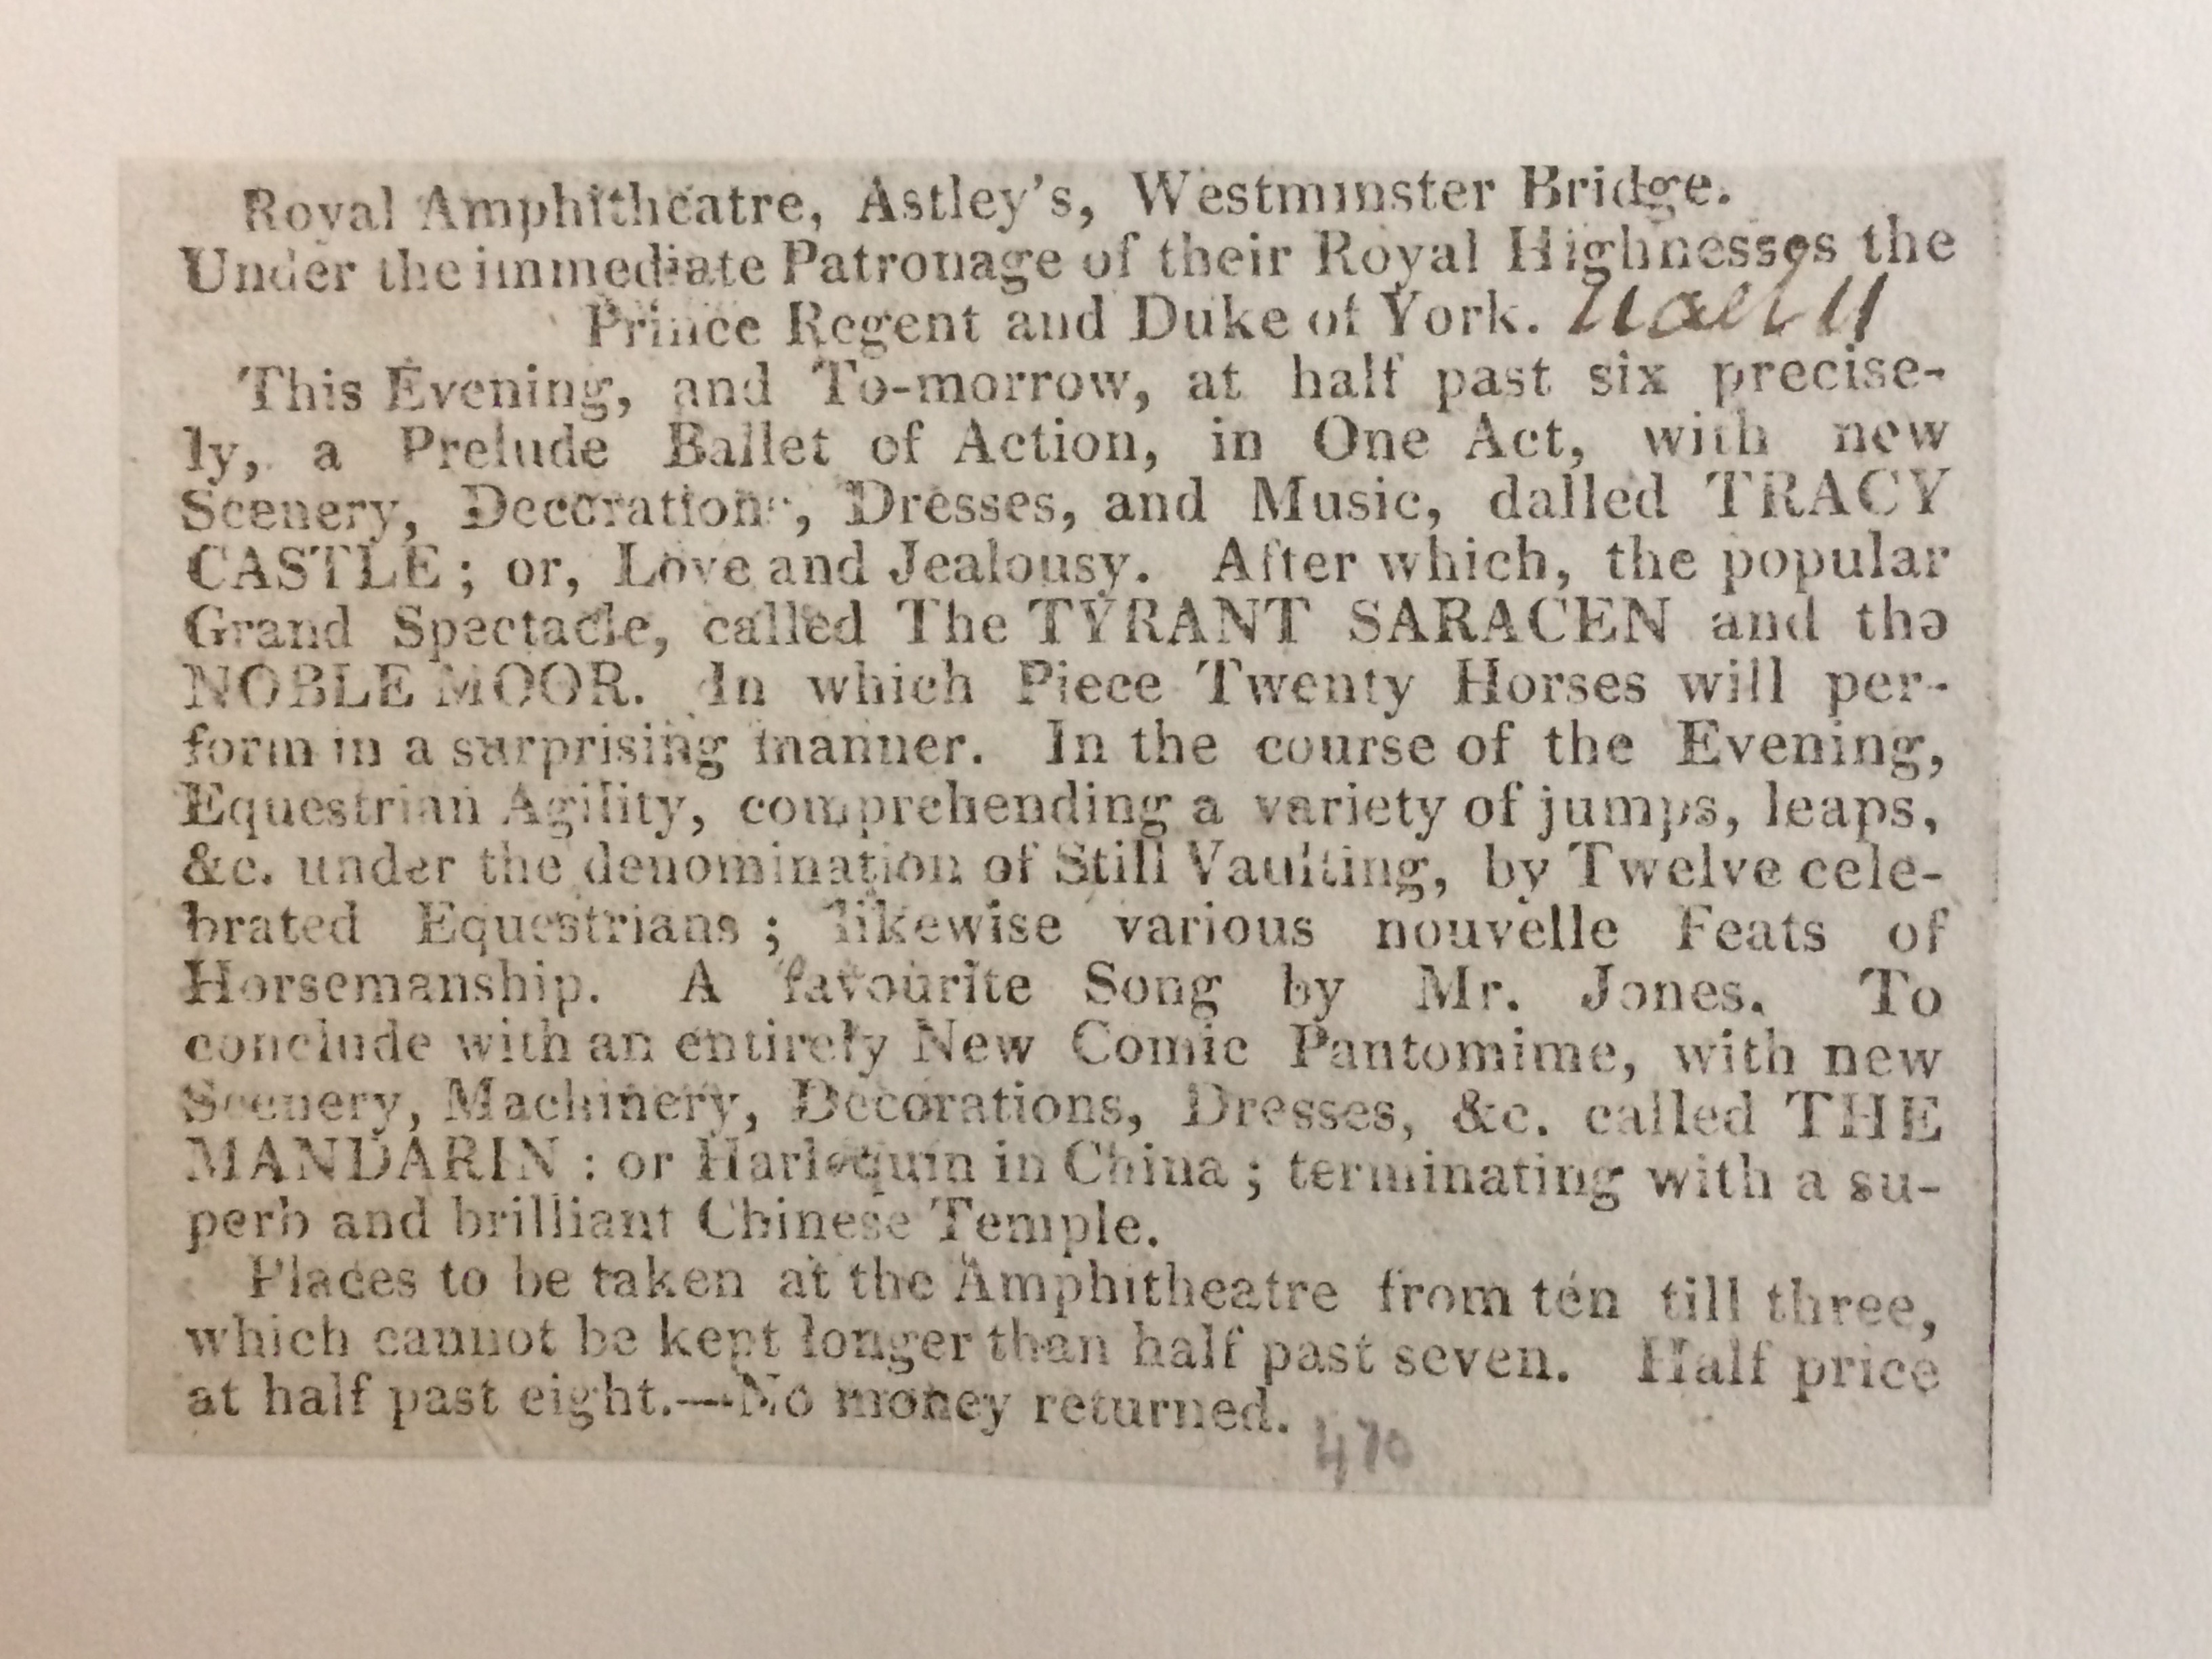 Royal Amphitheatre, Astley's, Westminster Bridge.
Under the immediate Patronage of their Royal Highnesses the
Prince Regent and Duke of York.
This Evening, and To-morrow, at half past six precise-
ly, a Prelude Ballet of Action, in One Act, with new
Scenery, Decorations, Dresses, and Music, dalled TRACY
CASTLE; or, Love and Jealousy. After which, the popular
Grand Spectacle, called The TYRANT SARACEN and the
NOBLE MOOR. In which Piece Twenty Horses will per-
form in a surprising manner. In the course of the Evening,
Equestrian Agility, comprehending a variety of jumps, leaps,
&c. under the denomination of Still Vaulting, by Twelve cele-
brated Equestrians; likewise various nouvelle Feats of
Horsemanship. A favourite Song by Mr. Jones. To
conclude with an entirely New Comic Pantomime, with new
Scenery, Machinery, Decorations, Dresses, &c. called THE
MANDARIN: or Harlequin in China; terminating with a su-
perb and brilliant Chinese Temple.
Places to be taken at the Amphitheatre from ten till three,
which cannot be kept longer than half past seven. Half price
at half past eight.—No money returned.
470